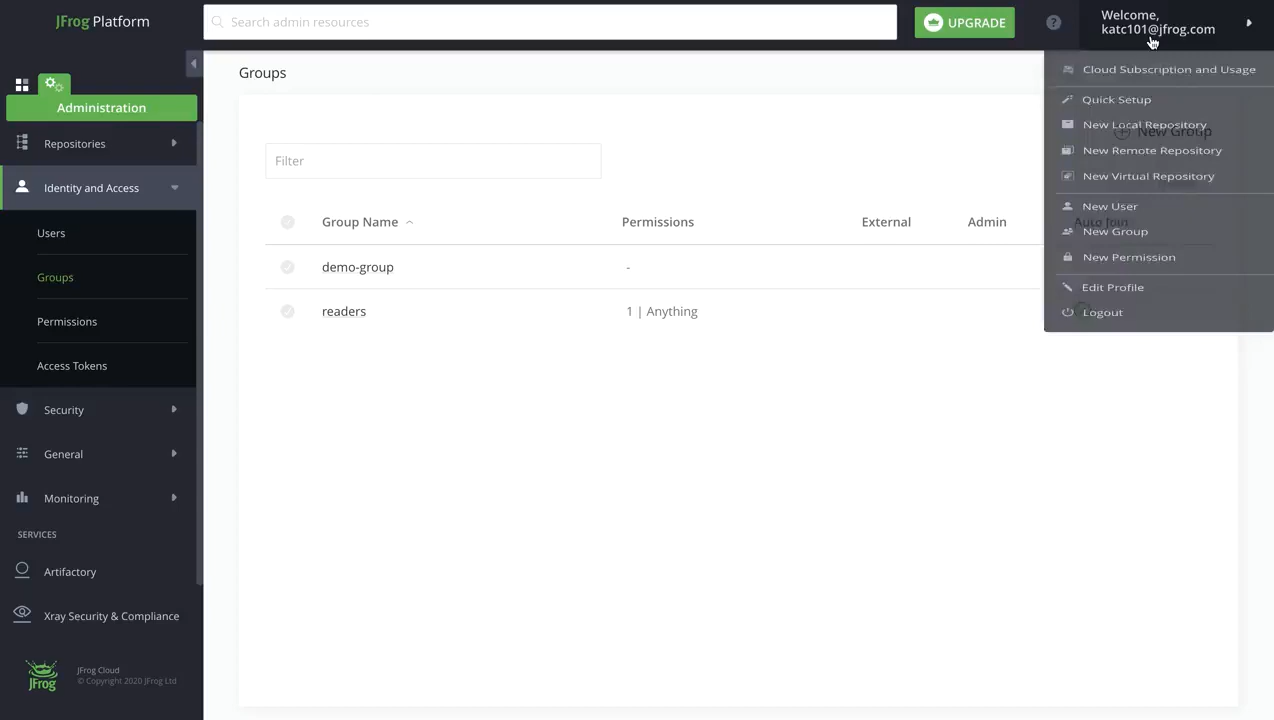 JFrog Platform
Search admin resources
UPGRADE
?
Welcome,
katc101@jfrog.com
Administration
Repositories
Identity and Access
Users
Groups
Permissions
Access Tokens
Security
General
Monitoring
SERVICES
Artifactory
Xray Security & Compliance
JFrog
JFrog Cloud
© Copyright 2020 JFrog Ltd
Groups
New Group
Filter
Group Name
Permissions
External
Admin
Auto Join
demo-group
-
readers
1 | Anything
Cloud Subscription and Usage
Quick Setup
New Local Repository
New Remote Repository
New Virtual Repository
New User
New Group
New Permission
Edit Profile
Logout